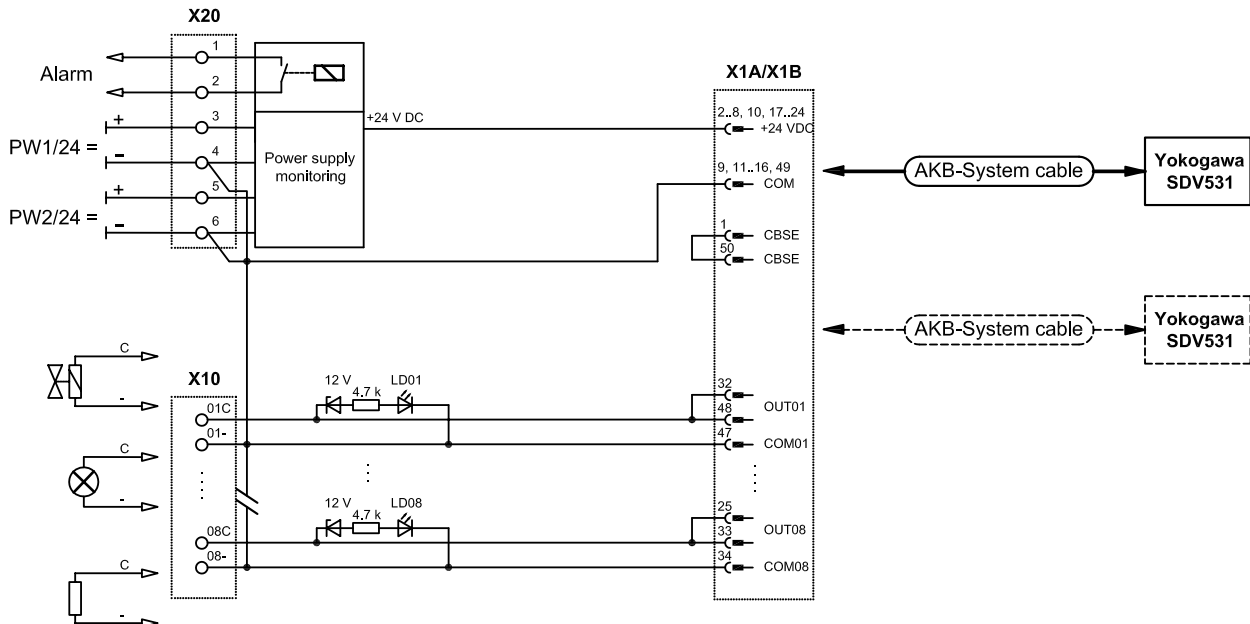 X20
1
Alarm
2
+
3
PW1/24 =
-
4
+
5
PW2/24 =
-
6
Power supply
monitoring
+24 V DC
X1A/X1B
2..8, 10, 17..24
+24 VDC
9, 11..16, 49
COM
1
CBSE
50
CBSE
AKB-System cable
Yokogawa
SDV531
AKB-System cable
Yokogawa
SDV531
C
-
C
-
C
-
X10
01C
01-
08C
08-
12 V
4.7 k
LD01
12 V
4.7 k
LD08
32
48
OUT01
47
COM01
25
33
OUT08
34
COM08